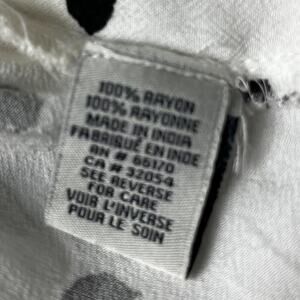 100% RAYON
100% RAYONNE
MADE IN INDIA
FABRIQUÉ EN INDE
RN # 66170
CA # 32054
SEE REVERSE
FOR CARE
VOIR L'INVERSE
POUR LE SOIN